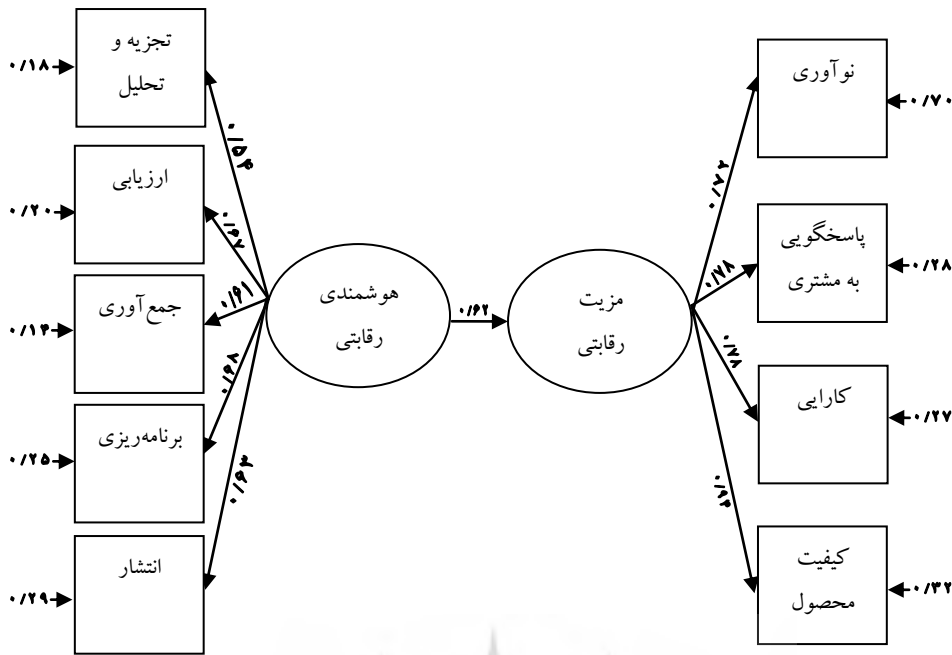 نوآوری
۰/۷۰
پاسخگویی
به مشتری
۰/۲۸
کارایی
۰/۲۷
کیفیت
محصول
۰/۳۲
۰/۷۲
۰/۷۸
۰/۷۸
۰/۶۴
مزیت
رقابتی
۰/۶۲
هوشمندی
رقابتی
۰/۵۴
۰/۶۷
۰/۶۱
۰/۶۸
۰/۶۳
تجزیه و
تحلیل
۰/۱۸
ارزیابی
۰/۲۰
جمع‌آوری
۰/۱۴
برنامه‌ریزی
۰/۲۵
انتشار
۰/۲۹